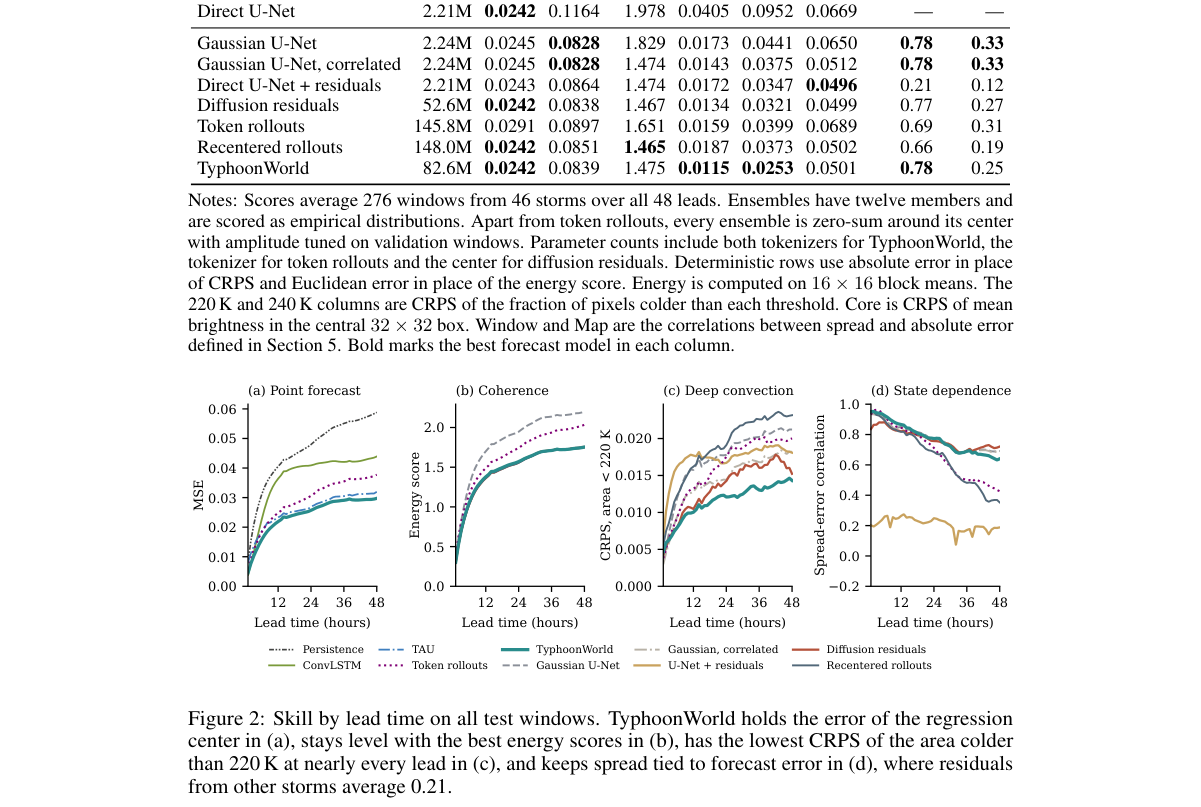 Direct U-Net 2.21M 0.0242 0.1164 1.978 0.0405 0.0952 0.0669 — —
Gaussian U-Net 2.24M 0.0245 0.0828 1.829 0.0173 0.0441 0.0650 0.78 0.33
Gaussian U-Net, correlated 2.24M 0.0245 0.0828 1.474 0.0143 0.0375 0.0512 0.78 0.33
Direct U-Net + residuals 2.21M 0.0243 0.0864 1.474 0.0172 0.0347 0.0496 0.21 0.12
Diffusion residuals 52.6M 0.0242 0.0838 1.467 0.0134 0.0321 0.0499 0.77 0.27
Token rollouts 145.8M 0.0291 0.0897 1.651 0.0159 0.0399 0.0689 0.69 0.31
Recentered rollouts 148.0M 0.0242 0.0851 1.465 0.0187 0.0373 0.0502 0.66 0.19
TyphoonWorld 82.6M 0.0242 0.0839 1.475 0.0115 0.0253 0.0501 0.78 0.25
Notes: Scores average 276 windows from 46 storms over all 48 leads. Ensembles have twelve members and
are scored as empirical distributions. Apart from token rollouts, every ensemble is zero-sum around its center
with amplitude tuned on validation windows. Parameter counts include both tokenizers for TyphoonWorld, the
tokenizer for token rollouts and the center for diffusion residuals. Deterministic rows use absolute error in place
of CRPS and Euclidean error in place of the energy score. Energy is computed on 16 × 16 block means. The
220 K and 240 K columns are CRPS of the fraction of pixels colder than each threshold. Core is CRPS of mean
brightness in the central 32 × 32 box. Window and Map are the correlations between spread and absolute error
defined in Section 5. Bold marks the best forecast model in each column.
(a) Point forecast
MSE
0.06
0.05
0.04
0.03
0.02
0.01
0.00
12 24 36 48
Lead time (hours)
(b) Coherence
Energy score
2.0
1.5
1.0
0.5
0.0
12 24 36 48
Lead time (hours)
(c) Deep convection
CRPS, area < 220 K
0.020
0.015
0.010
0.005
0.000
12 24 36 48
Lead time (hours)
(d) State dependence
Spread-error correlation
1.0
0.8
0.6
0.4
0.2
0.0
−0.2
12 24 36 48
Lead time (hours)
Persistence TAU TyphoonWorld Gaussian, correlated Diffusion residuals
ConvLSTM Token rollouts Gaussian U-Net U-Net + residuals Recentered rollouts
Figure 2: Skill by lead time on all test windows. TyphoonWorld holds the error of the regression
center in (a), stays level with the best energy scores in (b), has the lowest CRPS of the area colder
than 220 K at nearly every lead in (c), and keeps spread tied to forecast error in (d), where residuals
from other storms average 0.21.